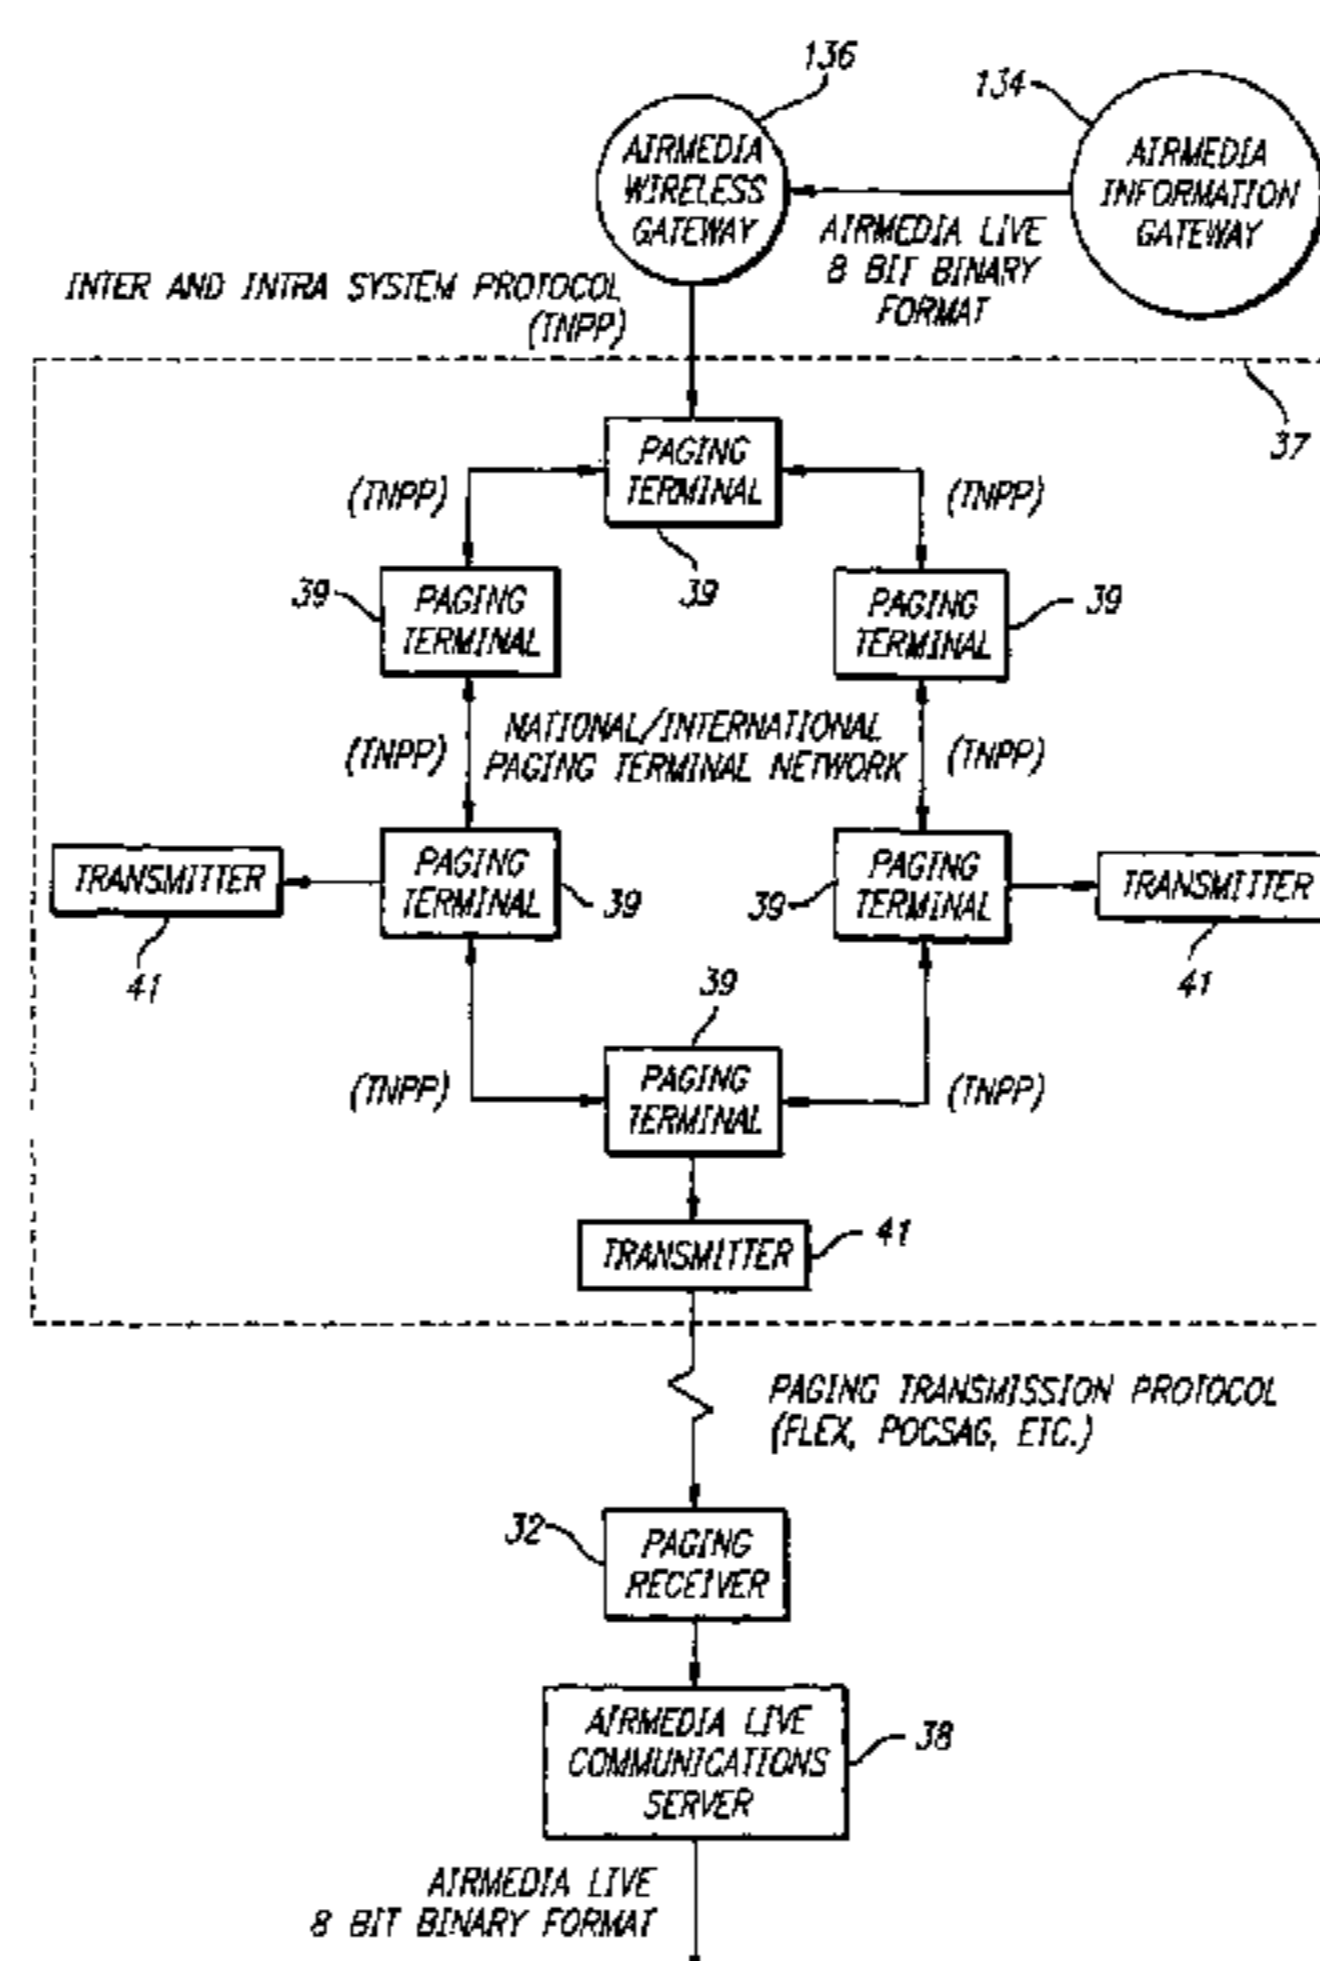 136
134
AIRMEDIA
WIRELESS
GATEWAY
AIRMEDIA
INFORMATION
GATEWAY
AIRMEDIA LIVE
8 BIT BINARY
FORMAT
INTER AND INTRA SYSTEM PROTOCOL
(TNPP)
37
PAGING
TERMINAL
(TNPP)
(TNPP)
39
39
PAGING
TERMINAL
PAGING
TERMINAL
39
NATIONAL/INTERNATIONAL
PAGING TERMINAL NETWORK
(TNPP)
(TNPP)
TRANSMITTER
PAGING
TERMINAL
39
39
PAGING
TERMINAL
TRANSMITTER
41
41
39
(TNPP)
PAGING
TERMINAL
(TNPP)
TRANSMITTER
41
PAGING TRANSMISSION PROTOCOL
(FLEX, POCSAG, ETC.)
32
PAGING
RECEIVER
AIRMEDIA LIVE
COMMUNICATIONS
SERVER
38
AIRMEDIA LIVE
8 BIT BINARY FORMAT